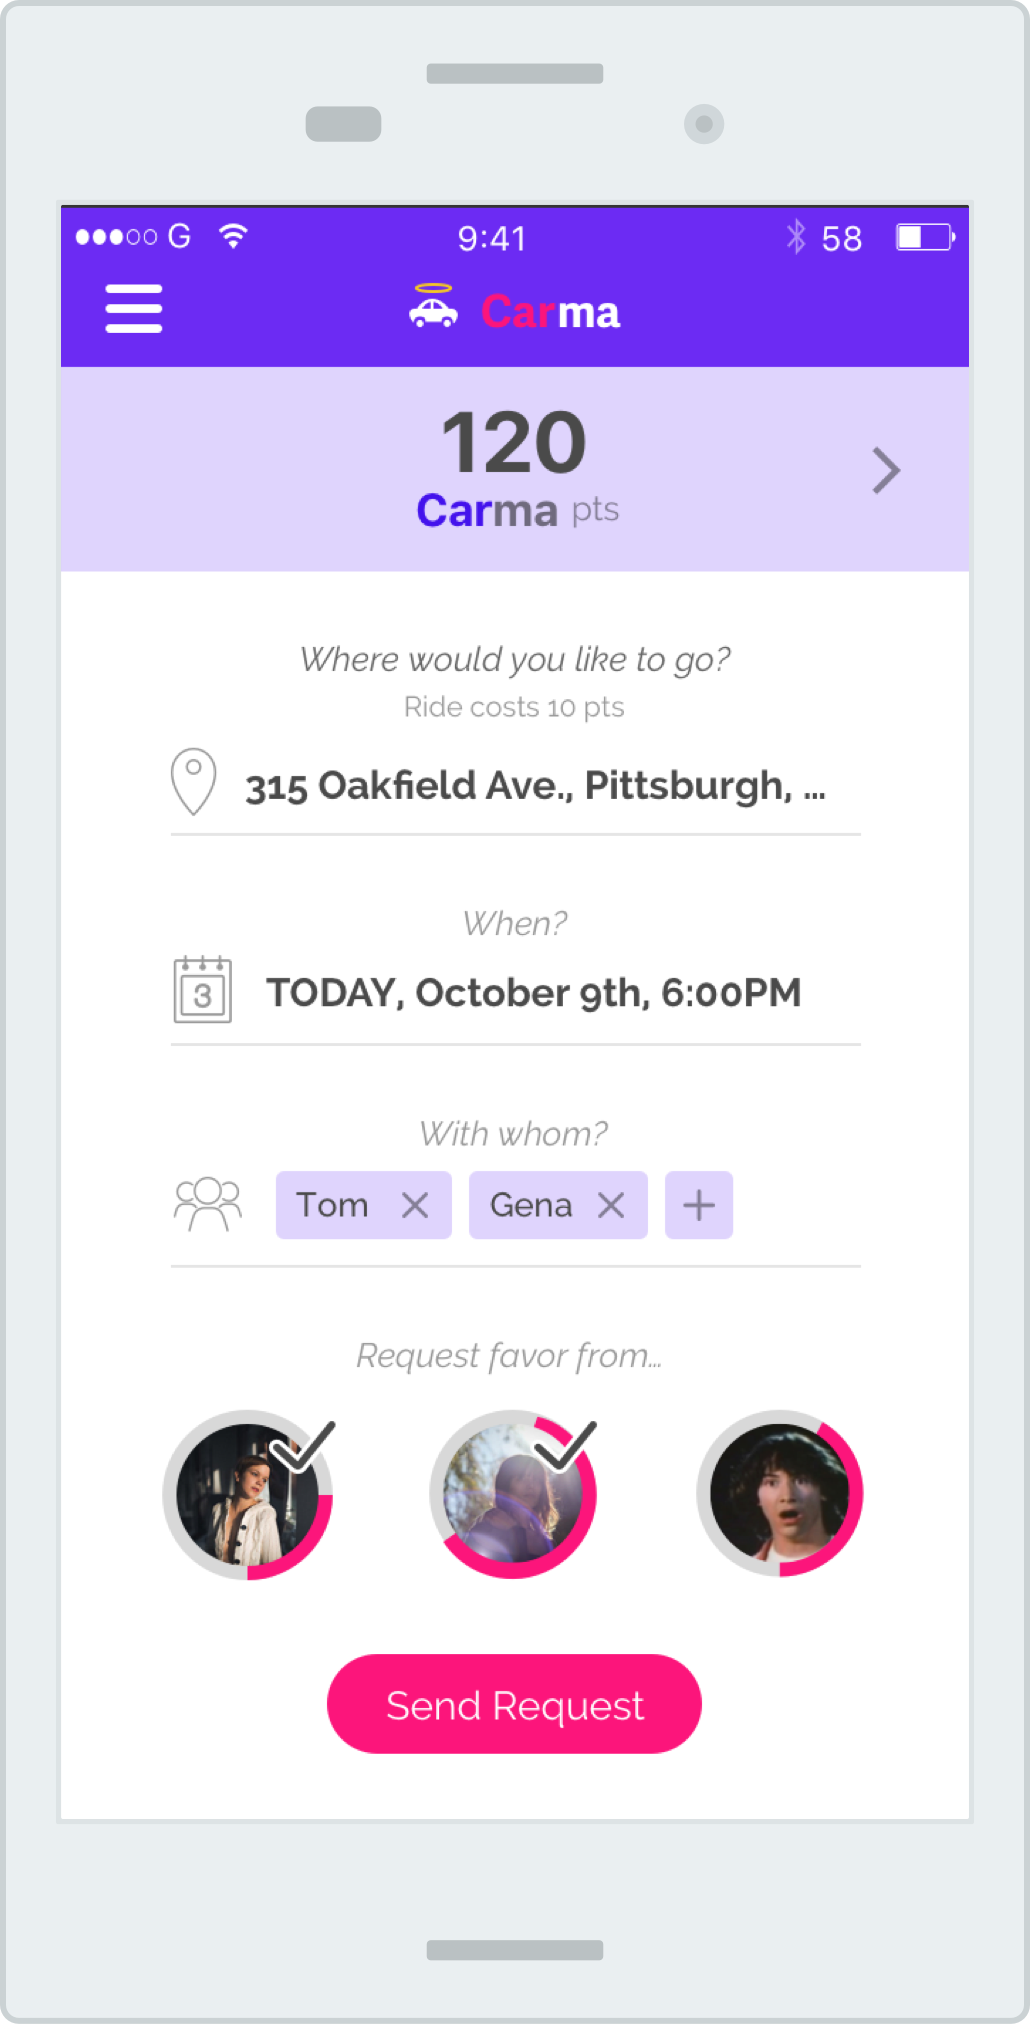 G 9:41 58
Carma
120
Carma pts
Where would you like to go?
Ride costs 10 pts
315 Oakfield Ave., Pittsburgh, ...
When?
3 TODAY, October 9th, 6:00PM
With whom?
Tom Gena
Request favor from...
Send Request